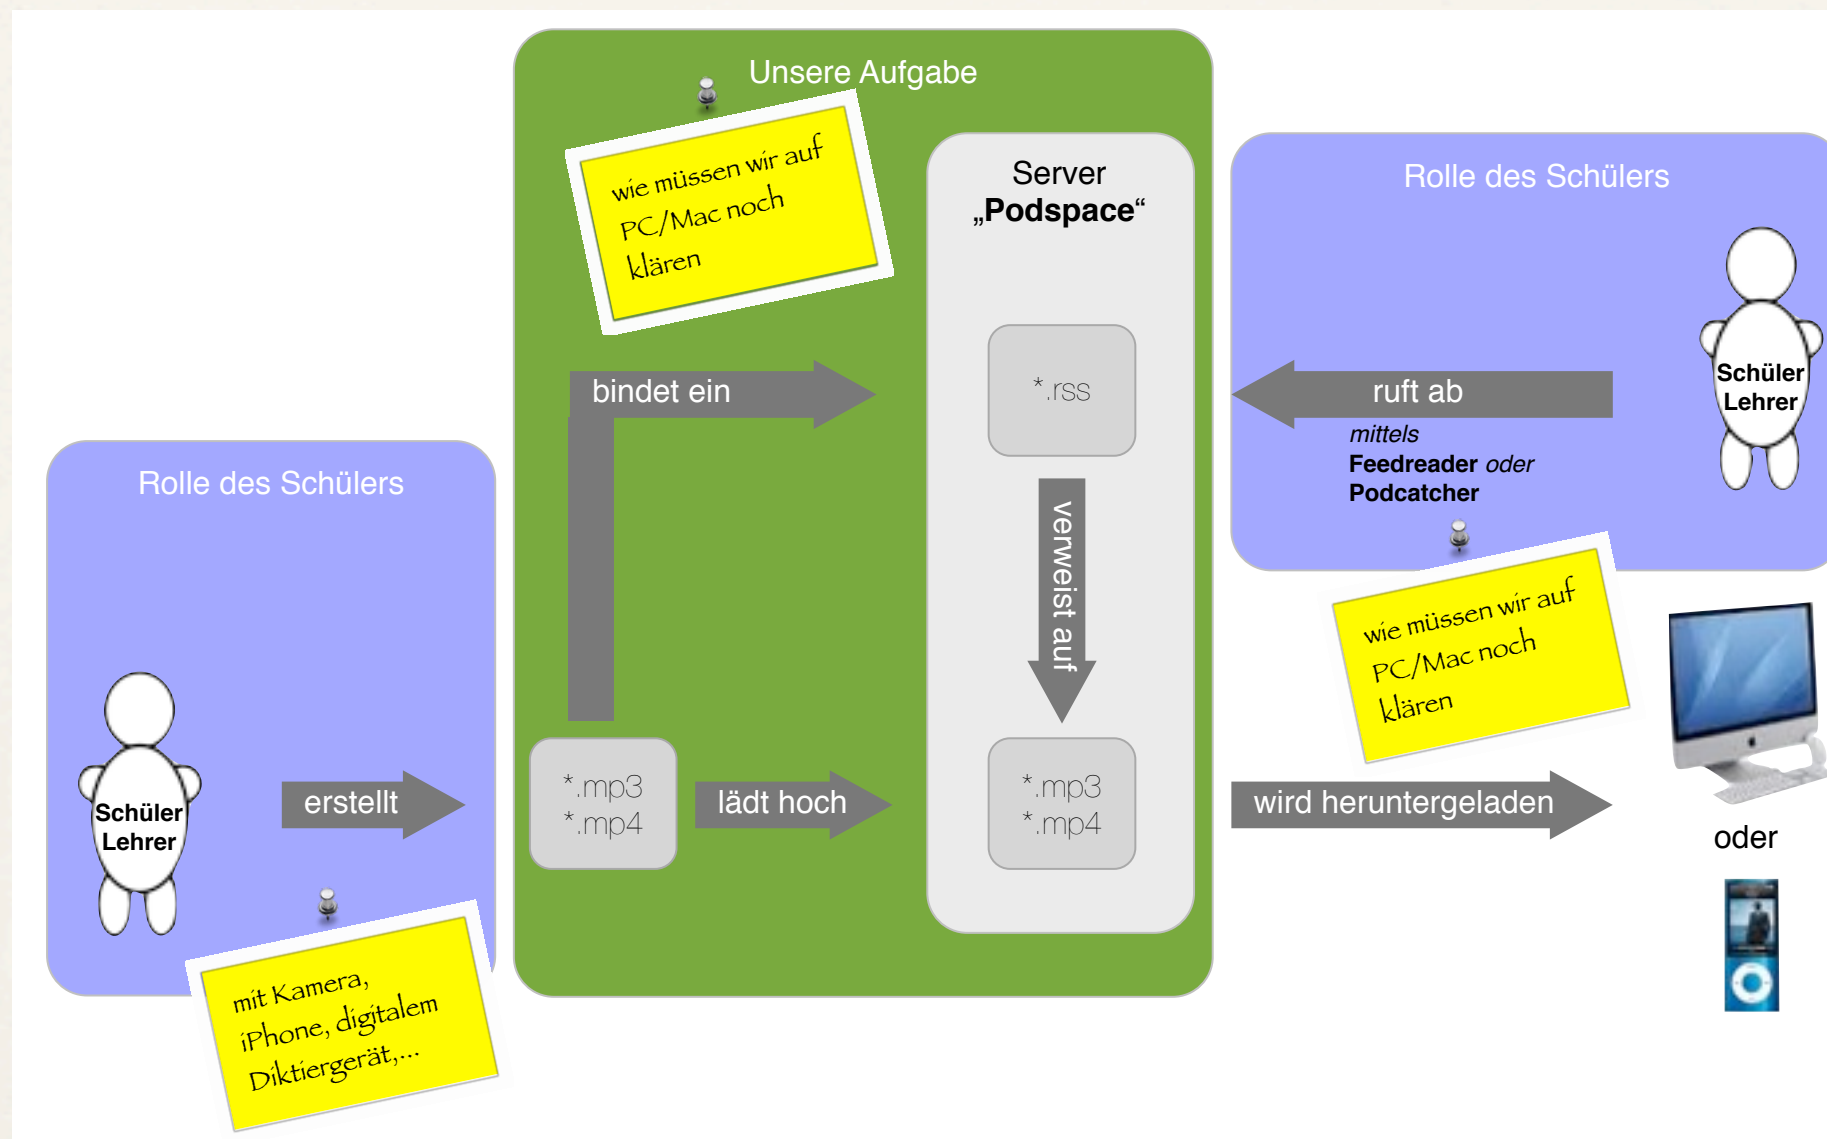 Unsere Aufgabe
wie müssen wir auf
PC/Mac noch
klären
Server
„Podspace“
*.rss
bindet ein
verweist auf
*.mp3
*.mp4
lädt hoch
*.mp3
*.mp4
Rolle des Schülers
Schüler
Lehrer
erstellt
mit Kamera,
iPhone, digitalem
Diktiergerät,...
Rolle des Schülers
Schüler
Lehrer
ruft ab
mittels
Feedreader oder
Podcatcher
wie müssen wir auf
PC/Mac noch
klären
wird heruntergeladen
oder